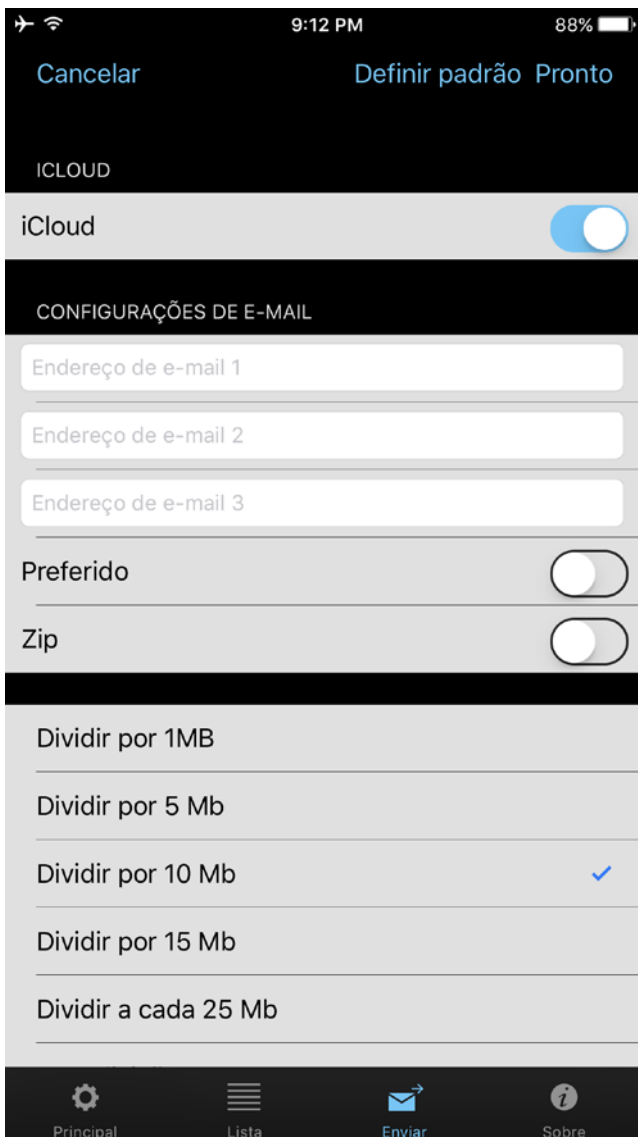 9:12 PM 88%
Cancelar Definir padrão Pronto
ICLOUD
iCloud
CONFIGURAÇÕES DE E-MAIL
Endereço de e-mail 1
Endereço de e-mail 2
Endereço de e-mail 3
Preferido
Zip
Dividir por 1MB
Dividir por 5 Mb
Dividir por 10 Mb
Dividir por 15 Mb
Dividir a cada 25 Mb
Principal Lista Enviar Sobre